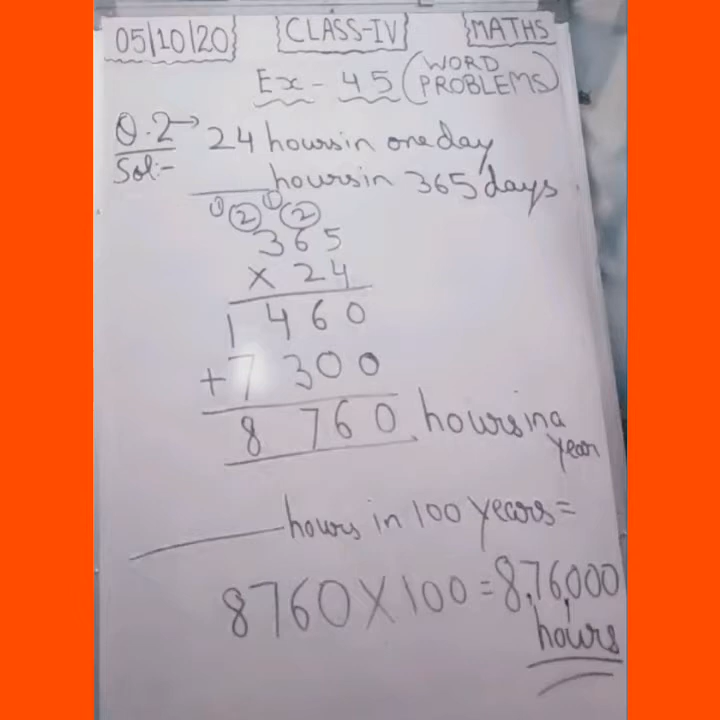 05/10/20 CLASS-IV MATHS
Ex - 45 (WORD PROBLEMS)
Q.2→ 24 hours in one day
Sol:- ____ hours in 365 days
① ② ① ②
365
× 24
1460
+7300
8760 hours in a year
____ hours in 100 years =
8760 × 100 = 8,76,000
hours